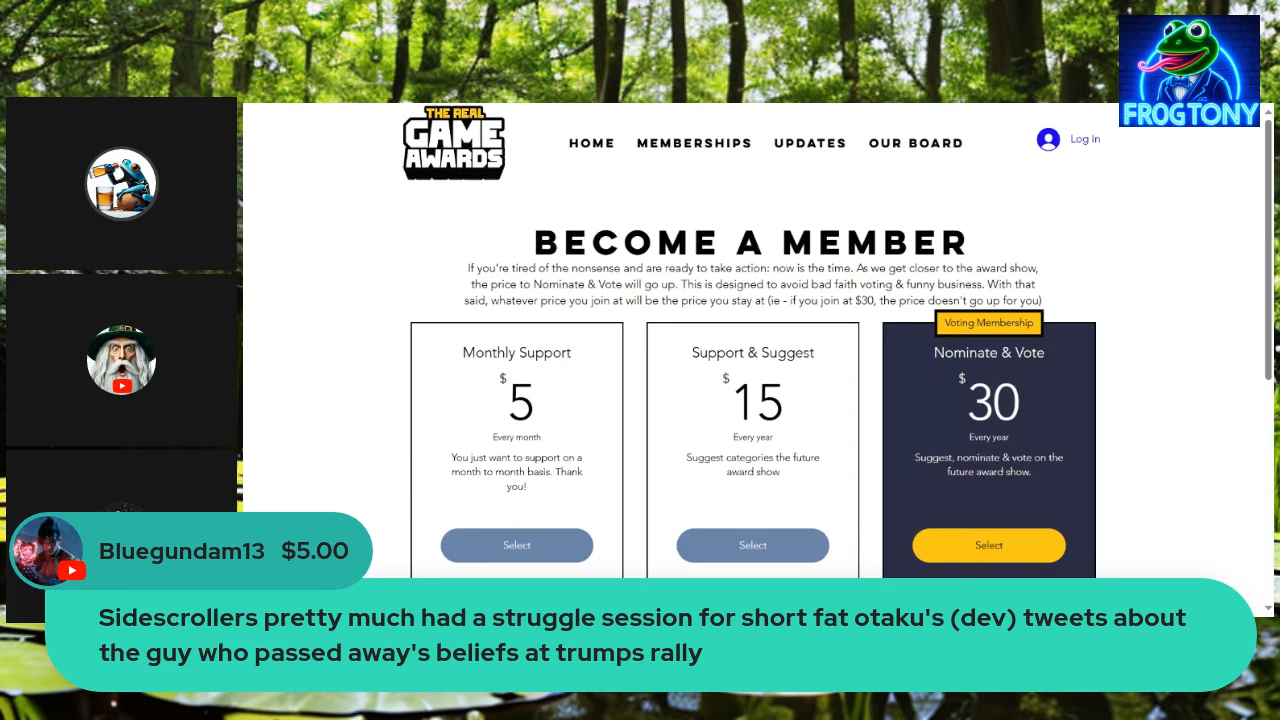 FROGTONY
THE REAL
GAME
AWARDS
HOME MEMBERSHIPS UPDATES OUR BOARD
Log In
BECOME A MEMBER
If you're tired of the nonsense and are ready to take action: now is the time. As we get closer to the award show,
the price to Nominate & Vote will go up. This is designed to avoid bad faith voting & funny business. With that
said, whatever price you join at will be the price you stay at (ie - if you join at $30, the price doesn't go up for you)
Monthly Support
$5
Every month
You just want to support on a
month to month basis. Thank
you!
Select
Support & Suggest
$15
Every year
Suggest categories the future
award show
Select
Voting Membership
Nominate & Vote
$30
Every year
Suggest, nominate & vote on the
future award show.
Select
Bluegundam13 $5.00
Sidescrollers pretty much had a struggle session for short fat otaku's (dev) tweets about
the guy who passed away's beliefs at trumps rally